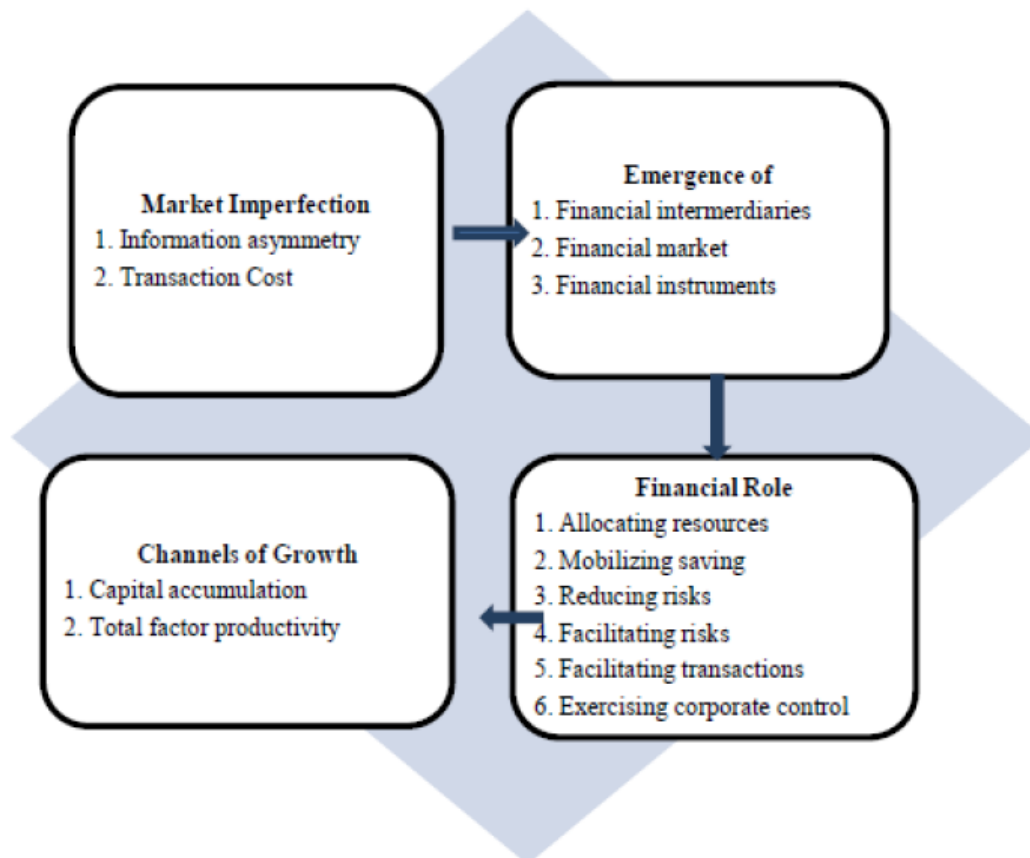 Market Imperfection
1. Information asymmetry
2. Transaction Cost
Emergence of
1. Financial intermerdiaries
2. Financial market
3. Financial instruments
Channels of Growth
1. Capital accumulation
2. Total factor productivity
Financial Role
1. Allocating resources
2. Mobilizing saving
3. Reducing risks
4. Facilitating risks
5. Facilitating transactions
6. Exercising corporate control